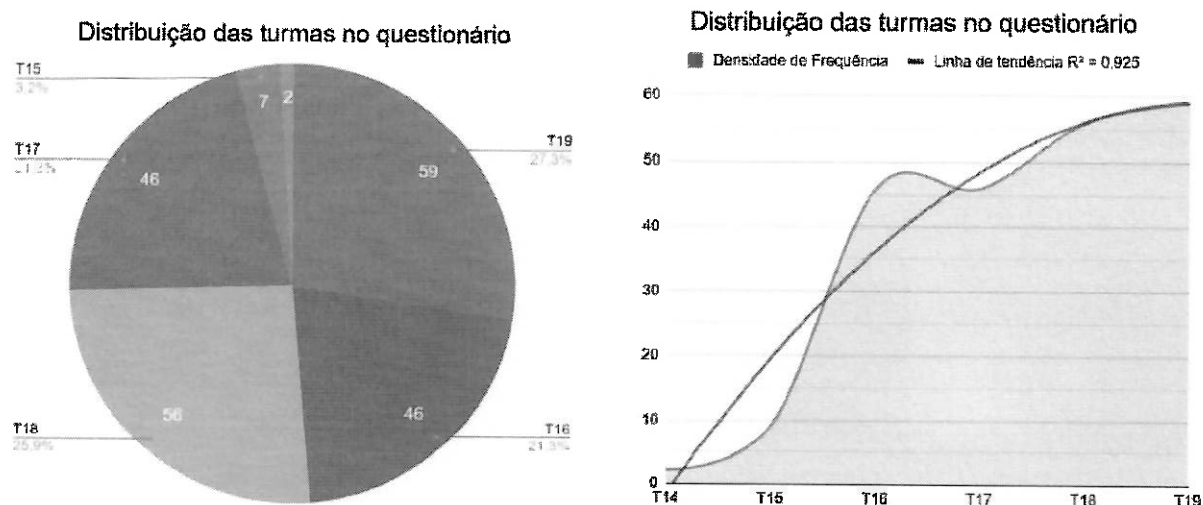 Distribuição das turmas no questionário
T15
3,2%
7
2
T19
27,3%
59
T17
21,3%
46
56
46
T18
25,9%
T16
21,3%
Distribuição das turmas no questionário
Densidade de Frequência
Linha de tendência R² = 0,925
60
50
40
30
20
10
0
T14
T15
T16
T17
T18
T19